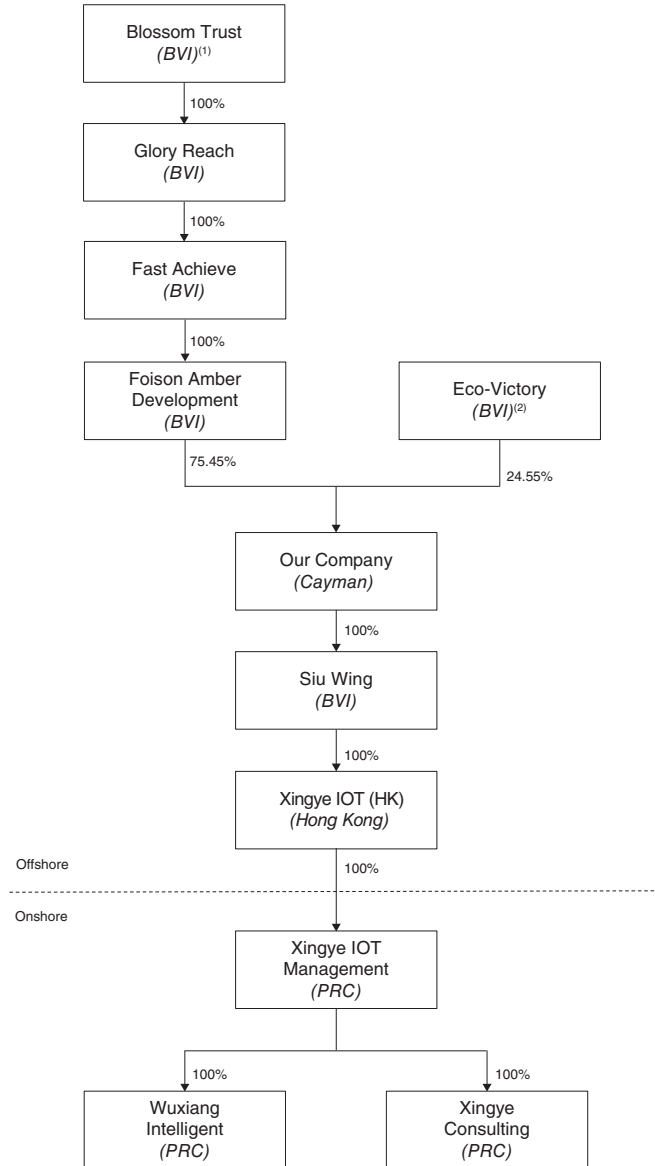 Blossom Trust
(BVI)(1)
100%
Glory Reach
(BVI)
100%
Fast Achieve
(BVI)
100%
Foison Amber
Development
(BVI)
Eco-Victory
(BVI)(2)
75.45%
24.55%
Our Company
(Cayman)
100%
Siu Wing
(BVI)
100%
Xingye IOT (HK)
(Hong Kong)
Offshore
100%
Onshore
Xingye IOT
Management
(PRC)
100%
100%
Wuxiang
Intelligent
(PRC)
Xingye
Consulting
(PRC)